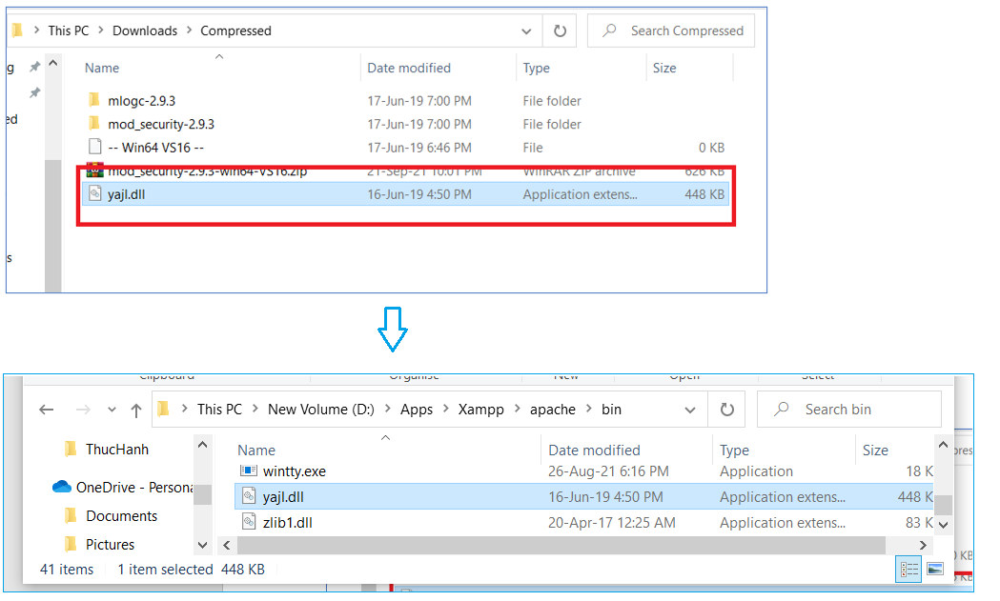 This PC > Downloads > Compressed Search Compressed
Name Date modified Type Size
g
mlogc-2.9.3 17-Jun-19 7:00 PM File folder
ed mod_security-2.9.3 17-Jun-19 7:00 PM File folder
-- Win64 VS16 -- 17-Jun-19 6:46 PM File 0 KB
mod_security-2.9.3-win64-VS16.zip 21-Sep-21 10:01 PM WinRAR ZIP archive 626 KB
yajl.dll 16-Jun-19 4:50 PM Application extens... 448 KB
s
Clipboard Organise New Open Select
This PC > New Volume (D:) > Apps > Xampp > apache > bin Search bin
ThucHanh Name Date modified Type Size
wintty.exe 26-Aug-21 6:16 PM Application 18 K
OneDrive - Persona yajl.dll 16-Jun-19 4:50 PM Application extens... 448 K
Documents zlib1.dll 20-Apr-17 12:25 AM Application extens... 83 K
Pictures
41 items 1 item selected 448 KB